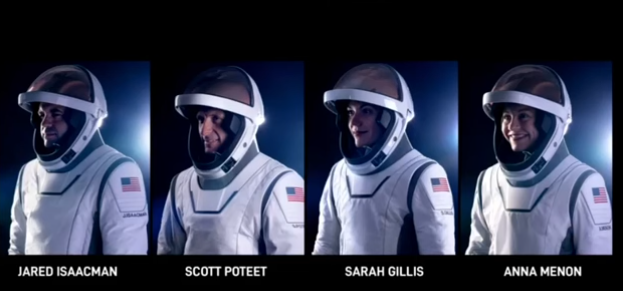 JARED ISAACMAN
SCOTT POTEET
SARAH GILLIS
ANNA MENON